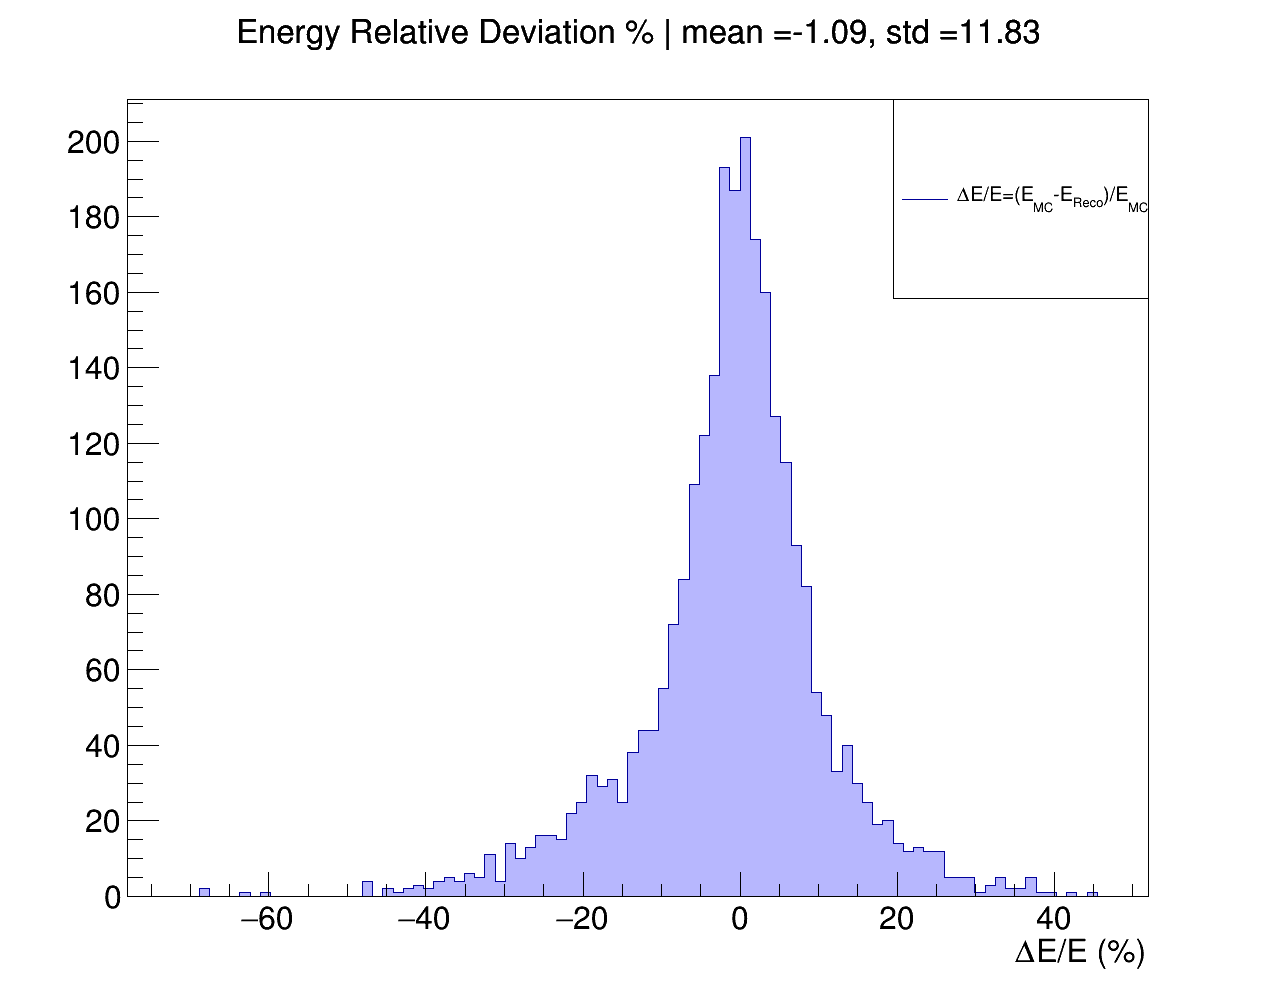 Energy Relative Deviation % | mean =-1.09, std =11.83
ΔE/E=(E_MC-E_Reco)/E_MC
200
180
160
140
120
100
80
60
40
20
0
−60 −40 −20 0 20 40
ΔE/E (%)